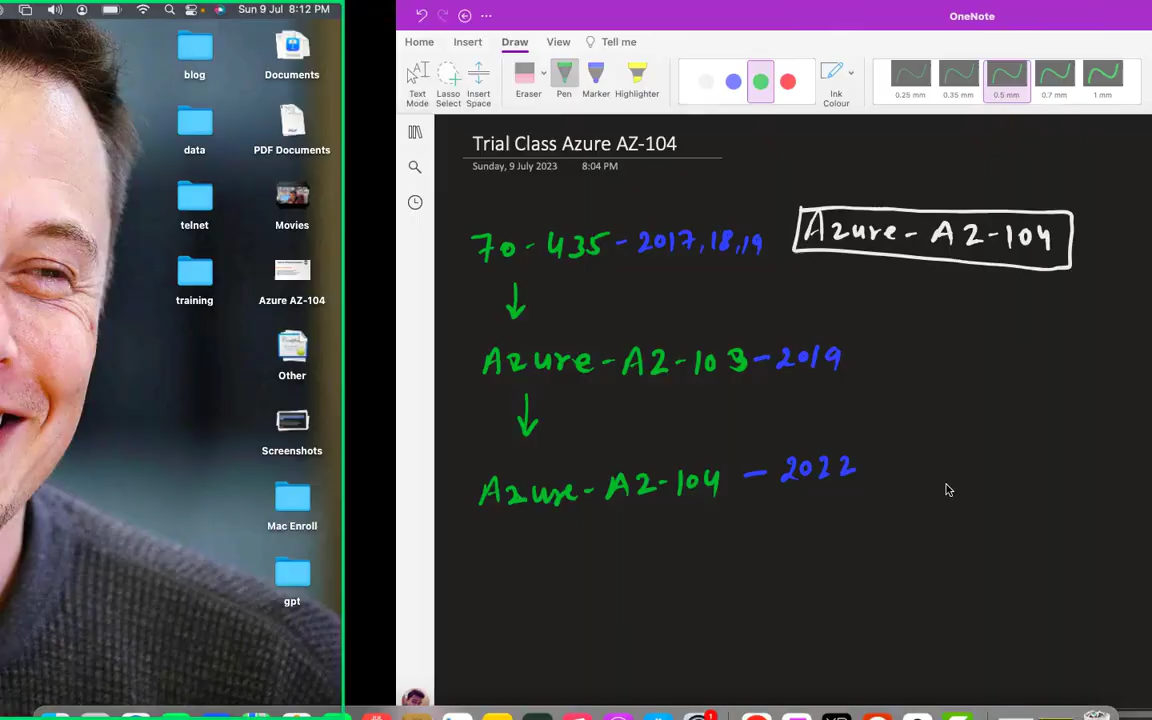 Sun 9 Jul 8:12 PM
blog
Documents
data
PDF Documents
telnet
Movies
training
Azure AZ-104
Other
Screenshots
Mac Enroll
gpt
OneNote
Home Insert Draw View Tell me
Text Mode
Lasso Select
Insert Space
Eraser
Pen
Marker
Highlighter
Ink Colour
0.25 mm 0.35 mm 0.5 mm 0.7 mm 1 mm
Trial Class Azure AZ-104
Sunday, 9 July 2023 8:04 PM
70 - 435 - 2017,18,19
Azure - AZ-104
Azure - AZ-103 - 2019
Azure - AZ-104 - 2022
1